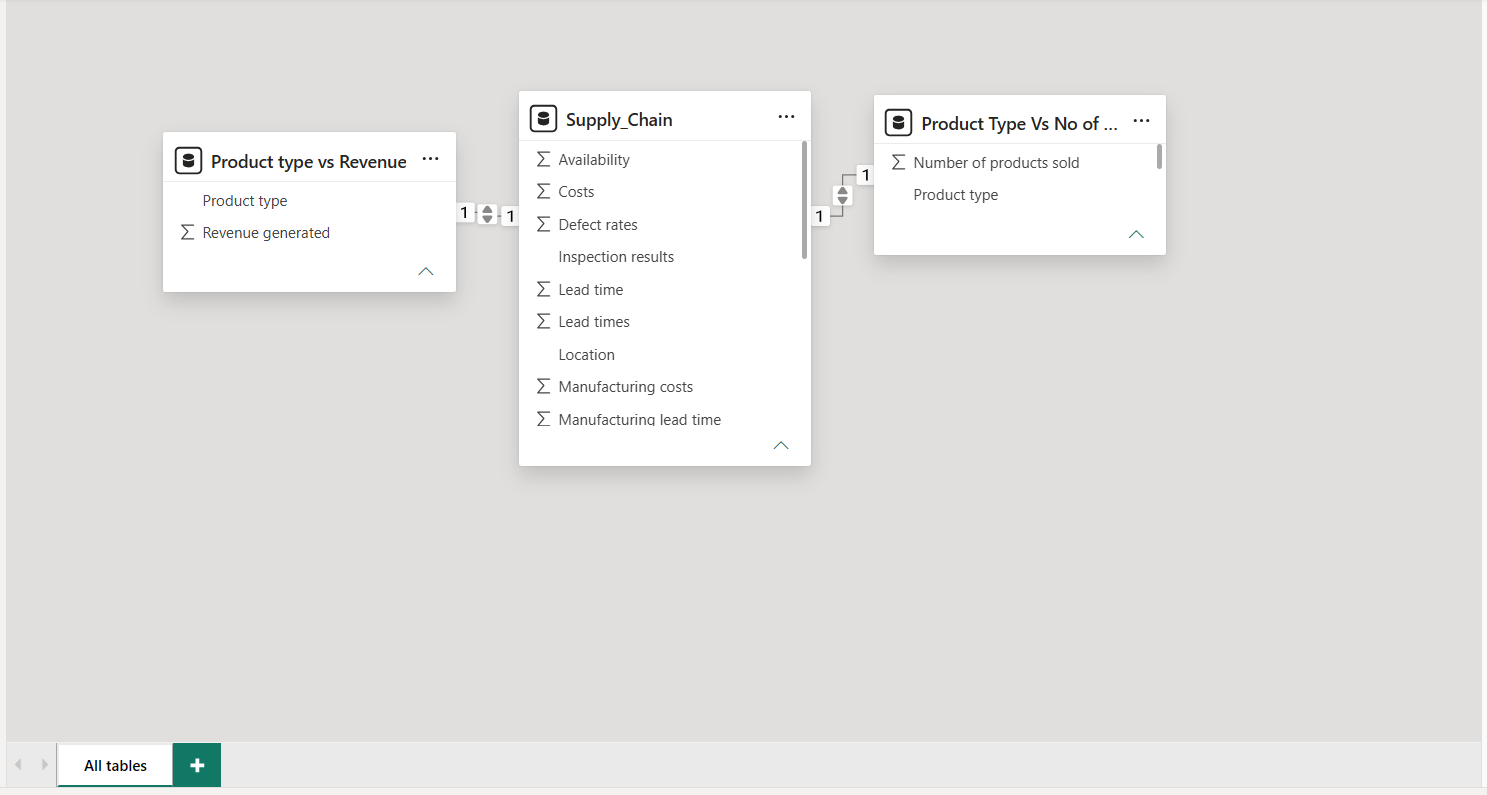 Product type vs Revenue ...
Product type
Revenue generated
1
1
Supply_Chain ...
Availability
Costs
Defect rates
Inspection results
Lead time
Lead times
Location
Manufacturing costs
Manufacturing lead time
1
1
Product Type Vs No of ... ...
Number of products sold
Product type
All tables